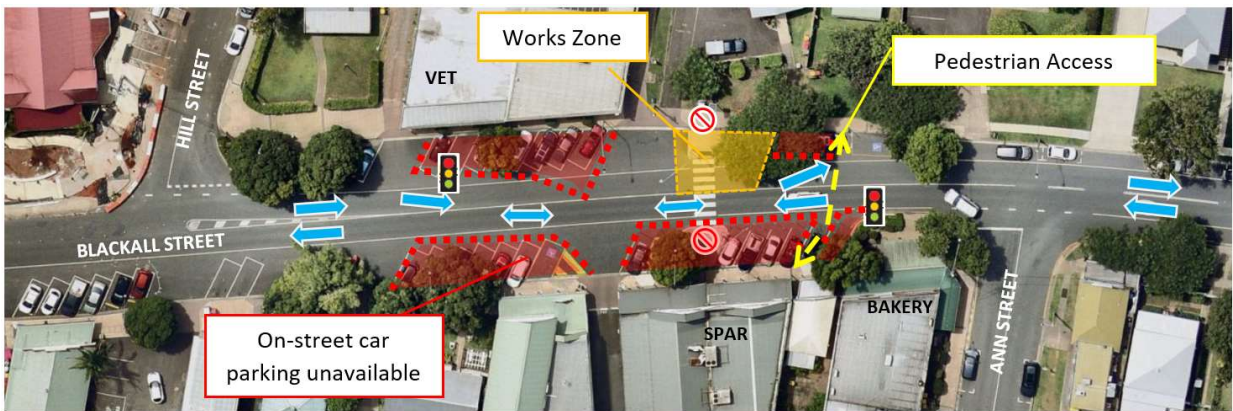 Works Zone
Pedestrian Access
VET
HILL STREET
BLACKALL STREET
On-street car
parking unavailable
SPAR
BAKERY
ANN STREET